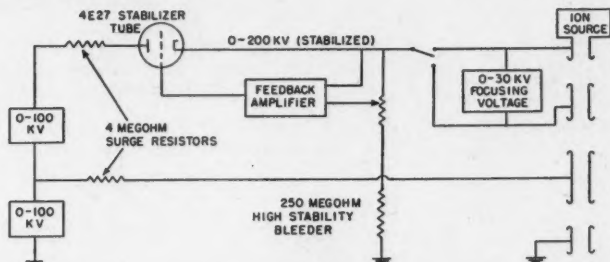 4E27 STABILIZER
TUBE
ION
SOURCE
0-200 KV (STABILIZED)
FEEDBACK
AMPLIFIER
0-30 KV
FOCUSING
VOLTAGE
0-100
KV
4 MEGOHM
SURGE RESISTORS
0-100
KV
250 MEGOHM
HIGH STABILITY
BLEEDER